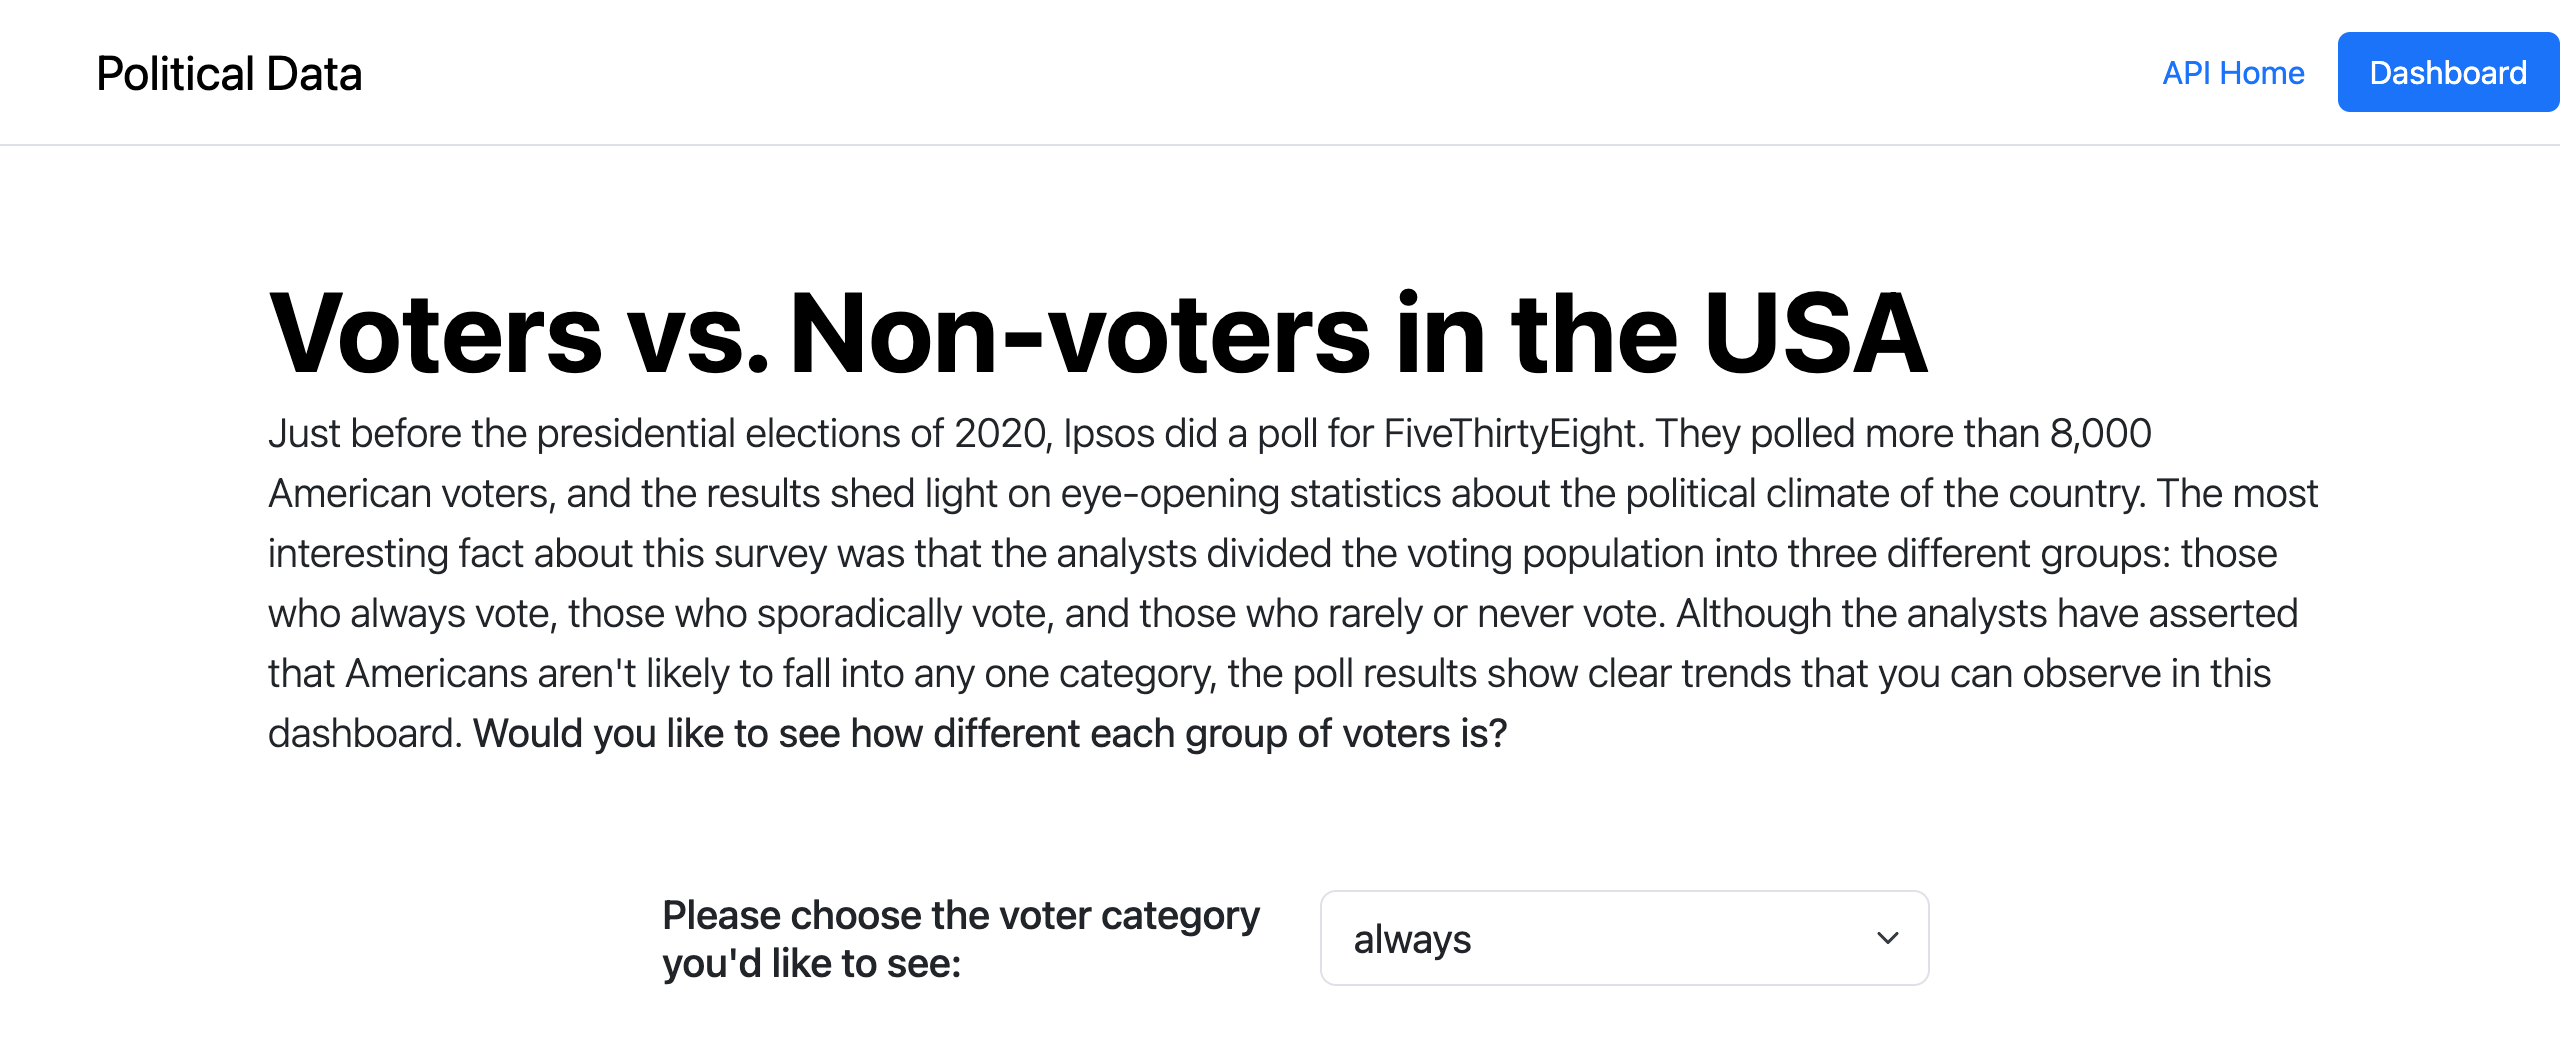 Political Data
API Home
Dashboard
Voters vs. Non-voters in the USA
Just before the presidential elections of 2020, Ipsos did a poll for FiveThirtyEight. They polled more than 8,000
American voters, and the results shed light on eye-opening statistics about the political climate of the country. The most
interesting fact about this survey was that the analysts divided the voting population into three different groups: those
who always vote, those who sporadically vote, and those who rarely or never vote. Although the analysts have asserted
that Americans aren't likely to fall into any one category, the poll results show clear trends that you can observe in this
dashboard. Would you like to see how different each group of voters is?
Please choose the voter category
you'd like to see:
always